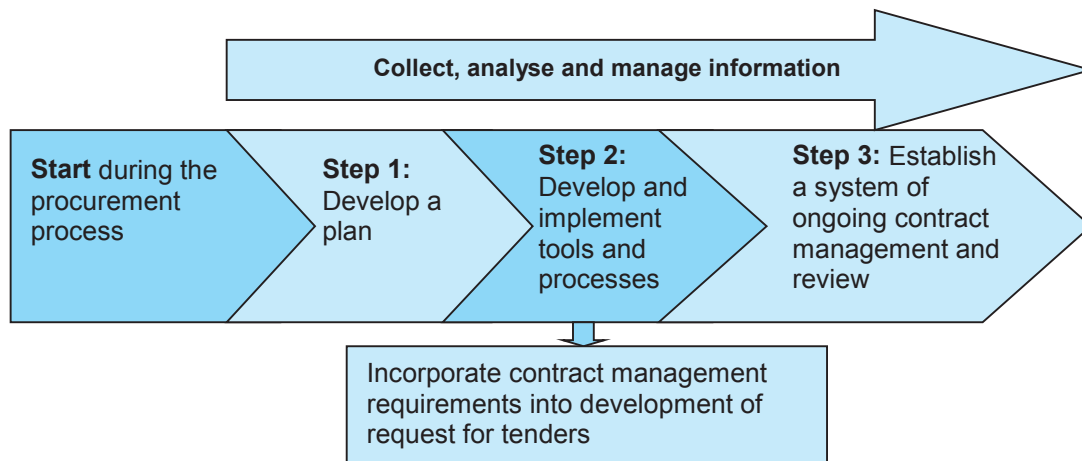 Collect, analyse and manage information
Start during the
procurement
process
Step 1:
Develop a
plan
Step 2:
Develop and
implement
tools and
processes
Step 3: Establish
a system of
ongoing contract
management and
review
Incorporate contract management
requirements into development of
request for tenders